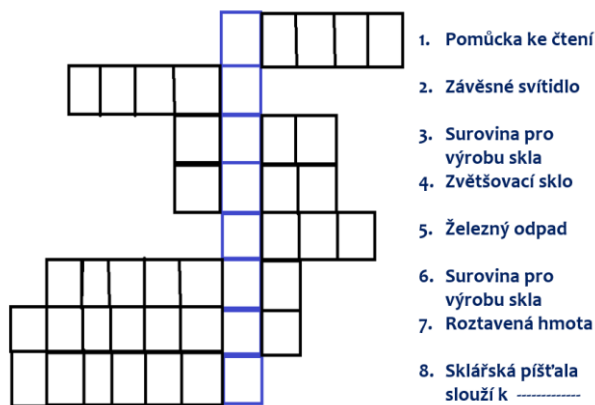 1. Pomůcka ke čtení
2. Závěsné svítidlo
3. Surovina pro
výrobu skla
4. Zvětšovací sklo
5. Železný odpad
6. Surovina pro
výrobu skla
7. Roztavená hmota
8. Sklářská píšťala
slouží k -------------